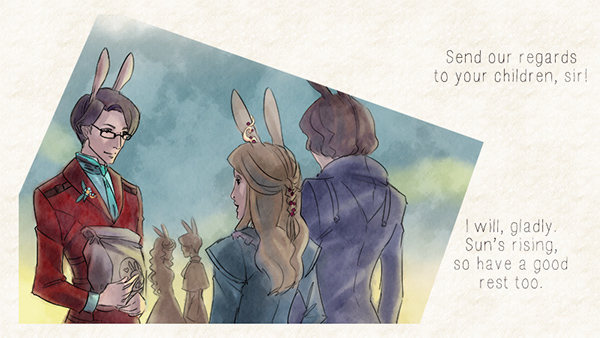 Send our regards
to your children, sir!
I will, gladly.
Sun's rising,
so have a good
rest too.